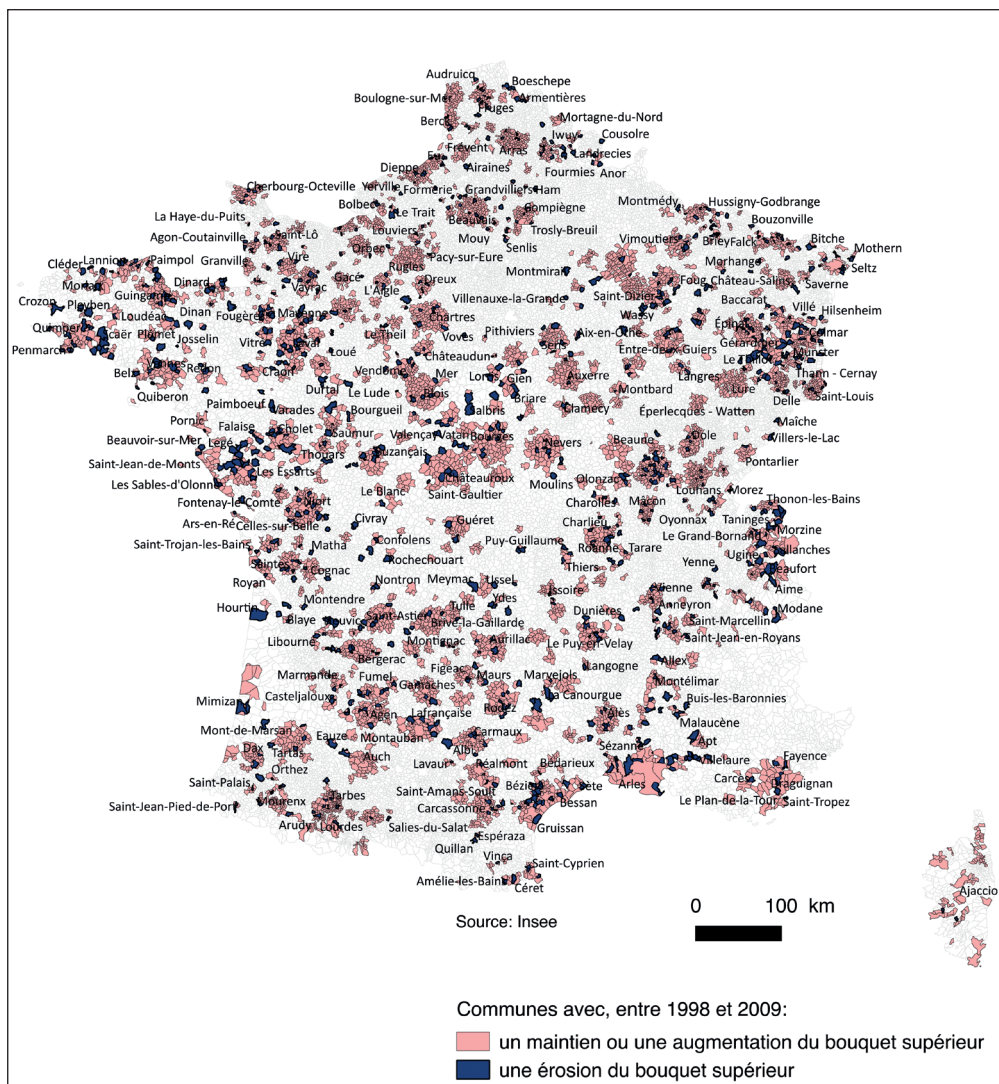 Audruicq
Boeschepe
Boulogne-sur-Mer
Armentières
Fruges
Berck
Mortagne-du-Nord
Iwuy
Cousolre
Frévent
Arras
Landrecies
Eu
Dieppe
Airaines
Fourmies
Anor
Cherbourg-Octeville
Yerville
Formerie
Grandvilliers
Ham
Bolbec
Le Trait
Beauvais
Compiègne
Montmédy
Hussigny-Godbrange
Bouzonville
La Haye-du-Puits
Louviers
Trosly-Breuil
Mouy
Senlis
Vimoutiers
Briey
Falck
Bitche
Mothern
Agon-Coutainville
Saint-Lô
Orbec
Pacy-sur-Eure
Morhange
Seltz
Cléder
Lannion
Paimpol
Granville
Vire
Rugles
Dreux
Montmirail
Foug
Château-Salins
Saverne
Morlaix
Guingamp
Dinard
Vayrac
Gacé
L'Aigle
Villenaux-la-Grande
Saint-Dizier
Baccarat
Villé
Hilsenheim
Crozon
Pleyben
Loudéac
Dinan
Fougères
Mayenne
Chartres
Pithiviers
Aix-en-Othe
Wassy
Épinal
Colmar
Quimper
Scaër
Plumet
Josselin
Vitré
Laval
Le Theil
Voves
Sens
Entre-deux-Guiers
Gérardmer
Munster
Penmarch
Belz
Vannes
Redon
Craon
Loué
Châteaudun
Le Thillot
Thann - Cernay
Quiberon
Durtal
Vendôme
Mer
Lorris
Gien
Auxerre
Montbard
Langres
Lure
Saint-Louis
Paimboeuf
Varades
Le Lude
Bourgueil
Blois
Briare
Clamecy
Éperlecques - Watten
Delle
Pornic
Falaise
Salbris
Maîche
Beauvoir-sur-Mer
Legé
Cholet
Saumur
Valençay
Vatan
Bourges
Nevers
Beaune
Dole
Villers-le-Lac
Saint-Jean-de-Monts
Les Essarts
Thouars
Buzançais
Pontarlier
Les Sables-d'Olonne
Châteauroux
Moulins
Olonzac
Louhans
Morez
Fontenay-le-Comte
Niort
Le Blanc
Saint-Gaultier
Charolles
Mâcon
Thonon-les-Bains
Ars-en-Ré
Celles-sur-Belle
Civray
Guéret
Charlieu
Oyonnax
Taninges
Morzine
Saint-Trojan-les-Bains
Matha
Confolens
Puy-Guillaume
Roanne
Tarare
Le Grand-Bornand
Sallanches
Saintes
Cognac
Rochechouart
Thiers
Yenne
Ugine
Beaufort
Royan
Nontron
Meymac
Ussel
Issoire
Vienne
Aime
Hourtin
Montendre
Saint-Astier
Tulle
Ydes
Dunières
Anneyron
Modane
Blaye
Brive-la-Gaillarde
Saint-Marcellin
Libourne
Montignac
Aurillac
Le Puy-en-Velay
Saint-Jean-en-Royans
Bergerac
Langogne
Allex
Marmande
Fumel
Figeac
Maurs
Marvejols
Montélimar
Mimizan
Casteljaloux
Gamaches
La Canourgue
Buis-les-Baronnies
Agen
Lafrançaise
Rodez
Alès
Malaucène
Mont-de-Marsan
Eauze
Montauban
Carmaux
Sézanne
Apt
Dax
Tartas
Auch
Albi
Bédarieux
Villelaure
Fayence
Orthez
Lavaur
Réalmont
Arles
Carcès
Draguignan
Saint-Palais
Saint-Amans-Soult
Béziers
Sète
Le Plan-de-la-Tour
Saint-Tropez
Saint-Jean-Pied-de-Port
Mourenx
Tarbes
Carcassonne
Bessan
Arudy
Lourdes
Salies-du-Salat
Gruissan
Espéraza
Quillan
Vinça
Saint-Cyprien
Amélie-les-Bains
Céret
Ajaccio
Source: Insee
0 100 km
Communes avec, entre 1998 et 2009:
un maintien ou une augmentation du bouquet supérieur
une érosion du bouquet supérieur